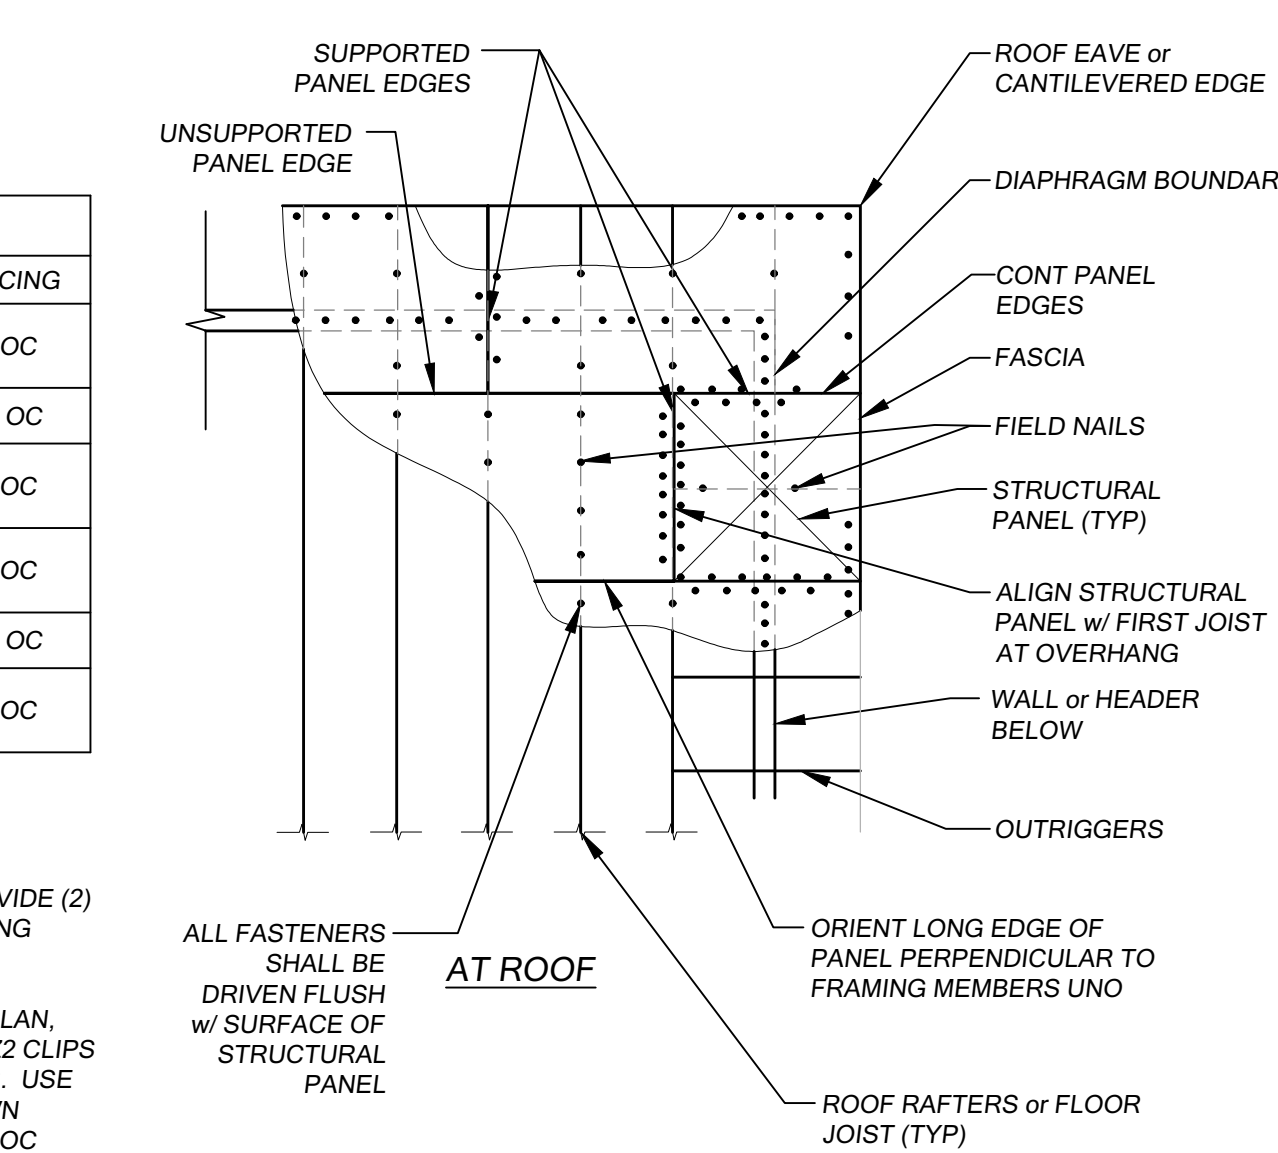 SUPPORTED
PANEL EDGES
UNSUPPORTED
PANEL EDGE
ROOF EAVE or
CANTILEVERED EDGE
DIAPHRAGM BOUNDAR
CONT PANEL
EDGES
FASCIA
FIELD NAILS
STRUCTURAL
PANEL (TYP)
ALIGN STRUCTURAL
PANEL w/ FIRST JOIST
AT OVERHANG
WALL or HEADER
BELOW
OUTRIGGERS
ORIENT LONG EDGE OF
PANEL PERPENDICULAR TO
FRAMING MEMBERS UNO
ROOF RAFTERS or FLOOR
JOIST (TYP)
ALL FASTENERS
SHALL BE
DRIVEN FLUSH
w/ SURFACE OF
STRUCTURAL
PANEL
AT ROOF
CING
OC
OC
OC
OC
OC
OC
VIDE (2)
NG
LAN,
Z2 CLIPS
. USE
WN
OC